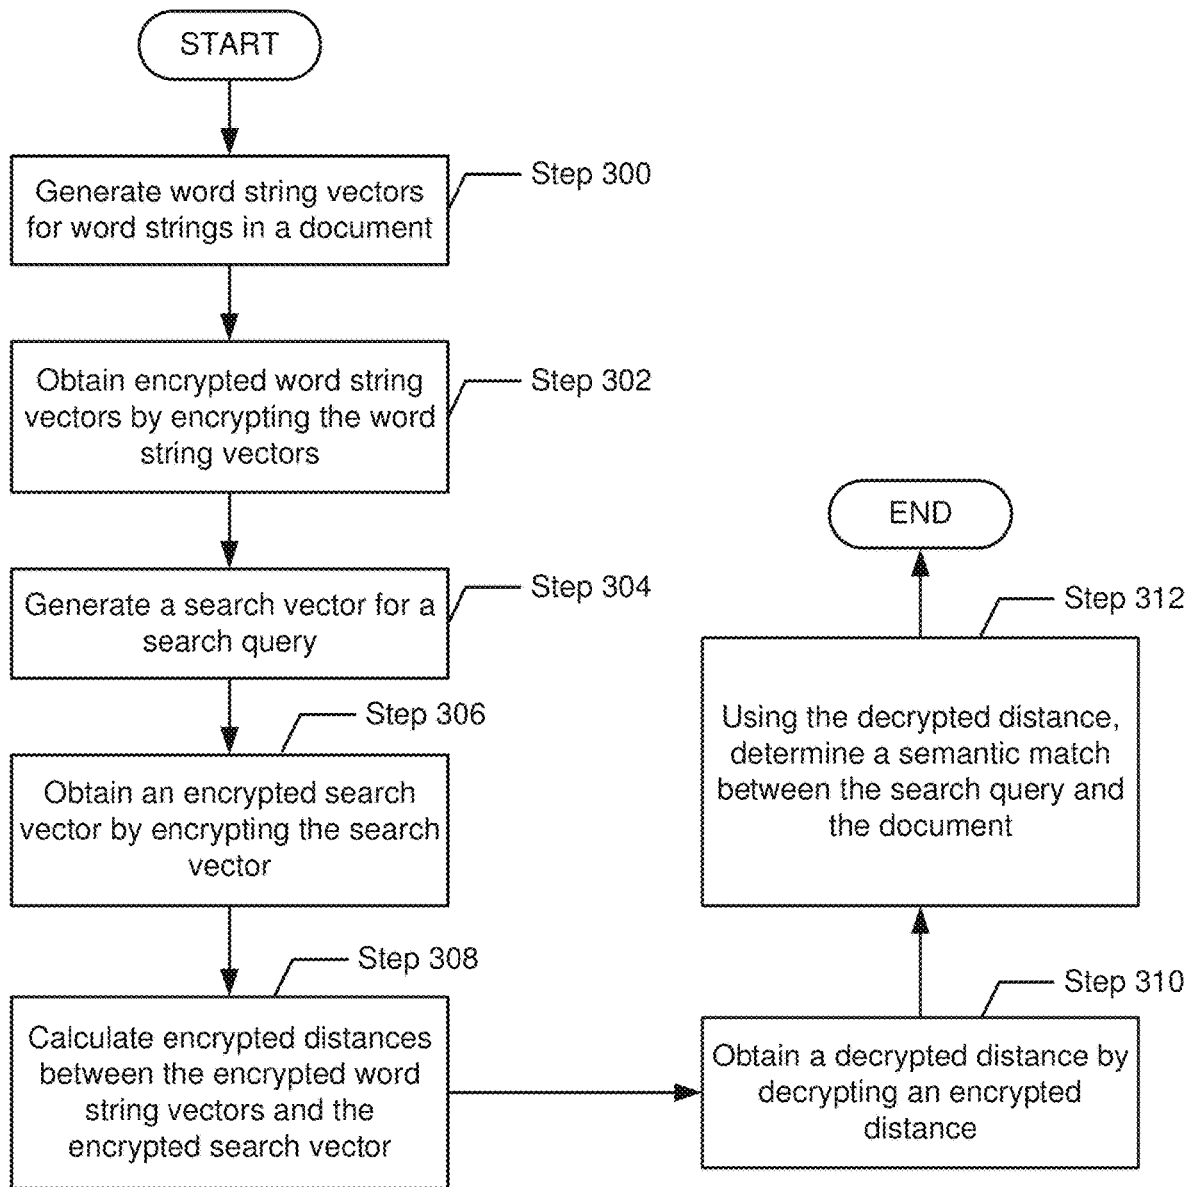 START
Generate word string vectors
for word strings in a document
Step 300
Obtain encrypted word string
vectors by encrypting the word
string vectors
Step 302
Generate a search vector for a
search query
Step 304
Obtain an encrypted search
vector by encrypting the search
vector
Step 306
Calculate encrypted distances
between the encrypted word
string vectors and the
encrypted search vector
Step 308
Obtain a decrypted distance by
decrypting an encrypted
distance
Step 310
Using the decrypted distance,
determine a semantic match
between the search query and
the document
Step 312
END